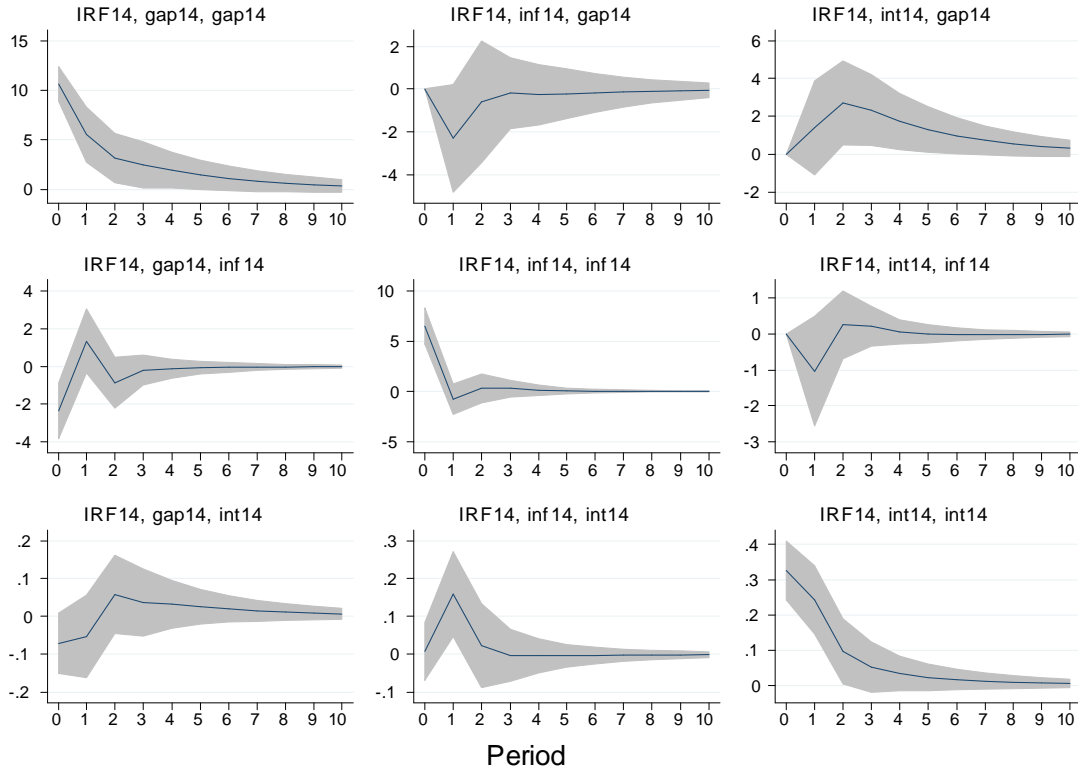 IRF14, gap14, gap14
IRF14, inf14, gap14
IRF14, int14, gap14
15
10
5
0
0 1 2 3 4 5 6 7 8 9 10
2
0
-2
-4
0 1 2 3 4 5 6 7 8 9 10
6
4
2
0
-2
0 1 2 3 4 5 6 7 8 9 10
IRF14, gap14, inf14
IRF14, inf14, inf14
IRF14, int14, inf14
4
2
0
-2
-4
0 1 2 3 4 5 6 7 8 9 10
10
5
0
-5
0 1 2 3 4 5 6 7 8 9 10
1
0
-1
-2
-3
0 1 2 3 4 5 6 7 8 9 10
IRF14, gap14, int14
IRF14, inf14, int14
IRF14, int14, int14
.2
.1
0
-.1
-.2
0 1 2 3 4 5 6 7 8 9 10
.3
.2
.1
0
-.1
0 1 2 3 4 5 6 7 8 9 10
.4
.3
.2
.1
0
0 1 2 3 4 5 6 7 8 9 10
Period